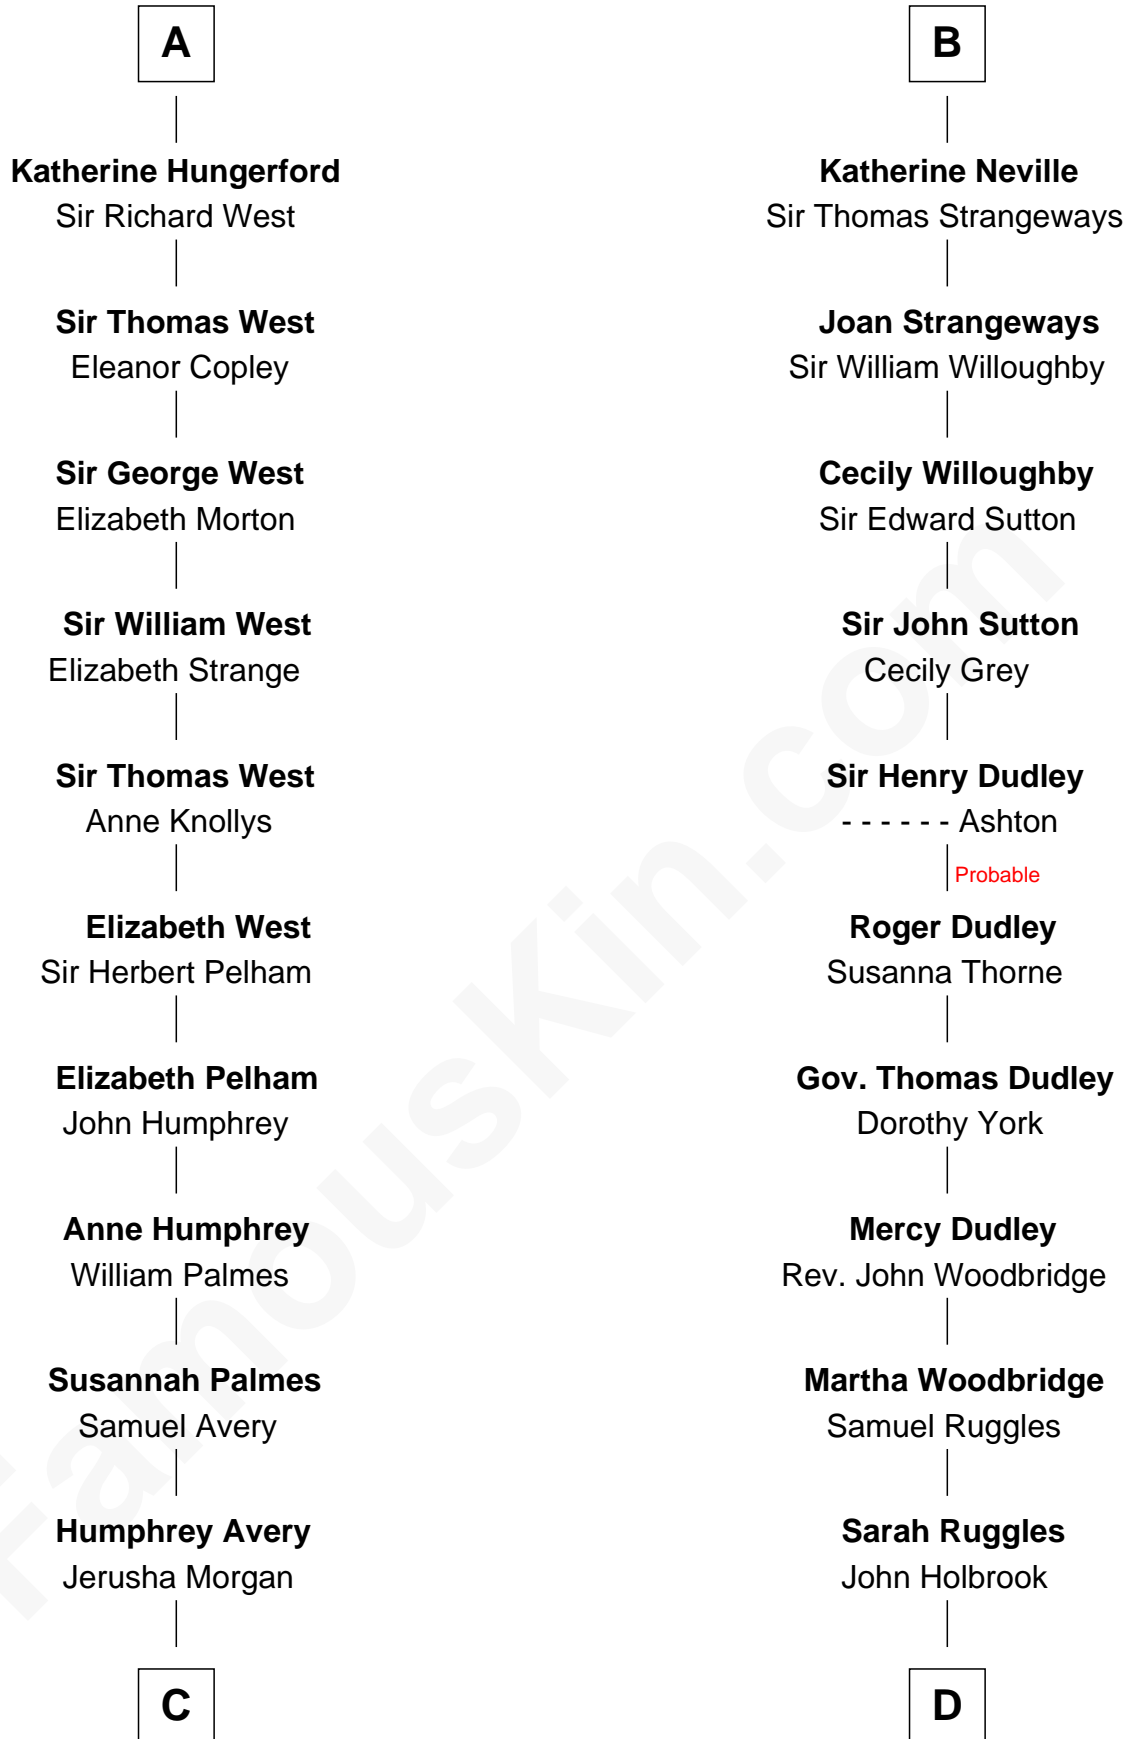 A
Katherine Hungerford
Sir Richard West
Sir Thomas West
Eleanor Copley
Sir George West
Elizabeth Morton
Sir William West
Elizabeth Strange
Sir Thomas West
Anne Knollys
Elizabeth West
Sir Herbert Pelham
Elizabeth Pelham
John Humphrey
Anne Humphrey
William Palmes
Susannah Palmes
Samuel Avery
Humphrey Avery
Jerusha Morgan
C
B
Katherine Neville
Sir Thomas Strangeways
Joan Strangeways
Sir William Willoughby
Cecily Willoughby
Sir Edward Sutton
Sir John Sutton
Cecily Grey
Sir Henry Dudley
- - - - - - Ashton
Probable
Roger Dudley
Susanna Thorne
Gov. Thomas Dudley
Dorothy York
Mercy Dudley
Rev. John Woodbridge
Martha Woodbridge
Samuel Ruggles
Sarah Ruggles
John Holbrook
D
FamousKin.com